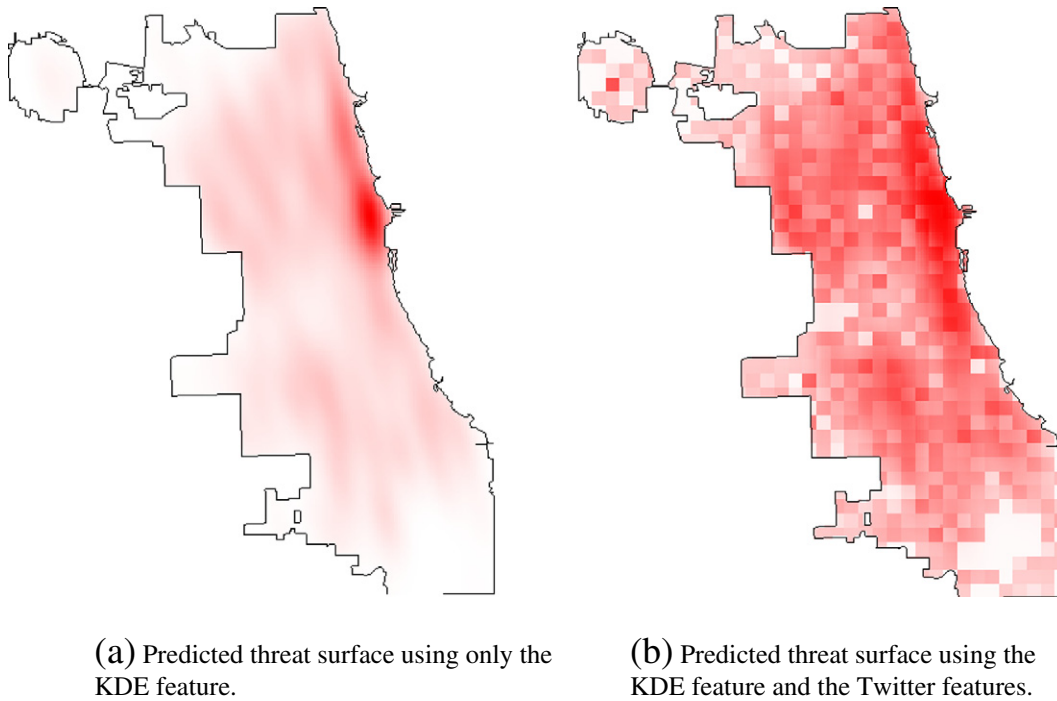 (a) Predicted threat surface using only the
KDE feature.
(b) Predicted threat surface using the
KDE feature and the Twitter features.